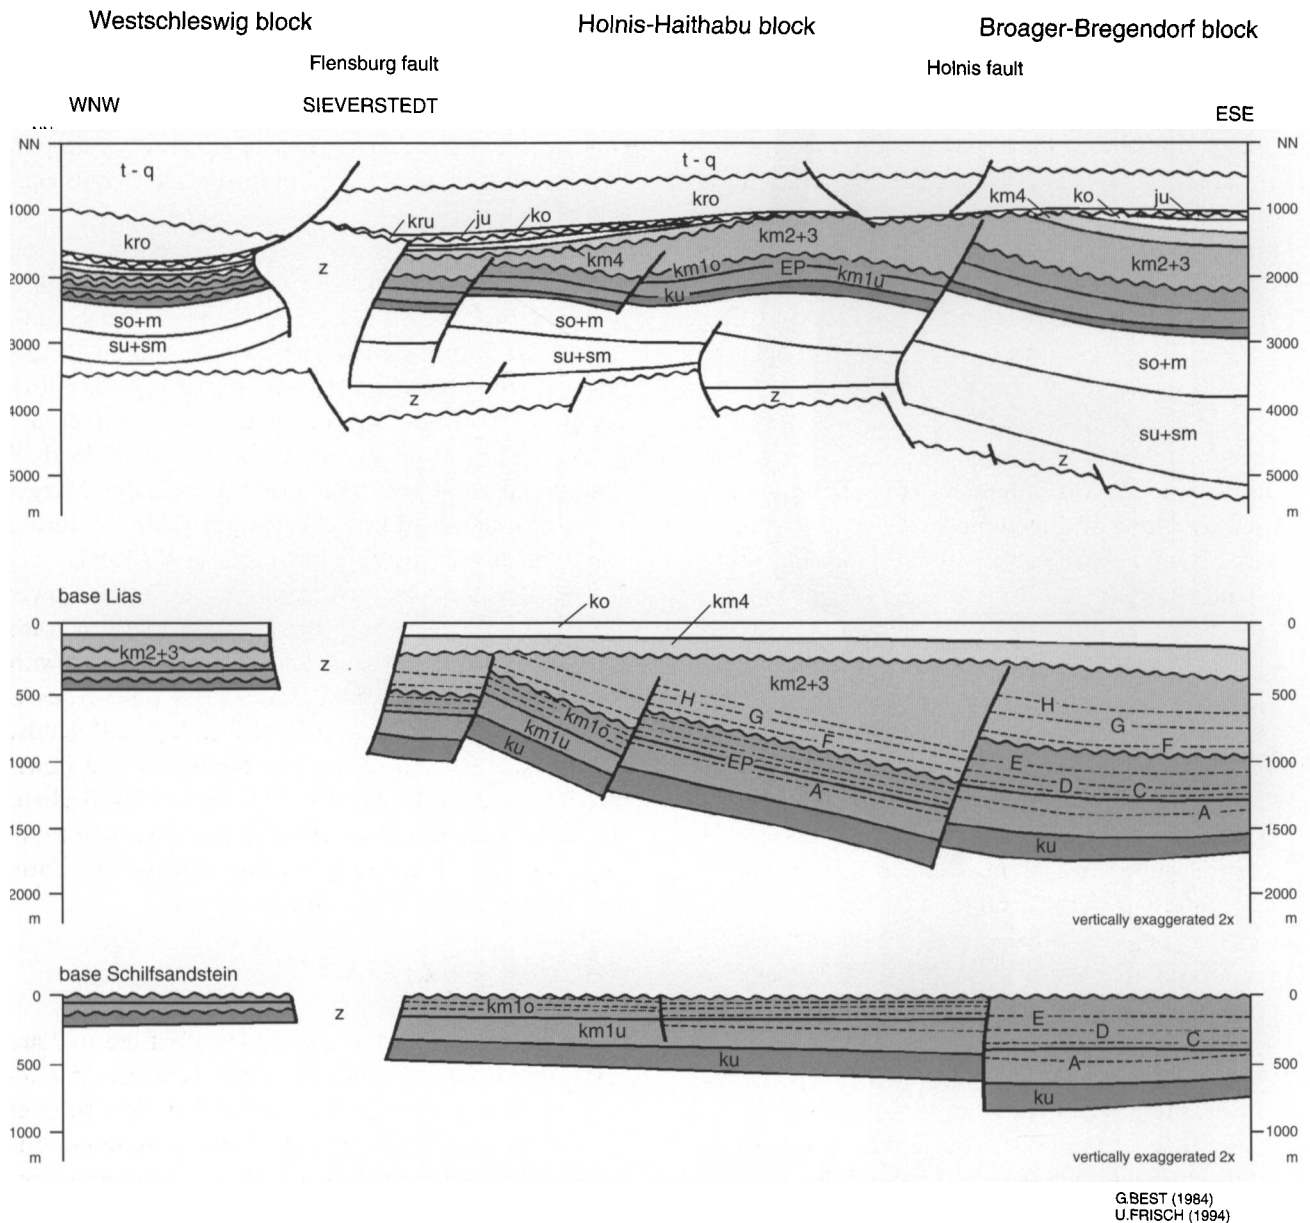 Westschleswig block Holnis-Haithabu block Broager-Bregendorf block
Flensburg fault Holnis fault
WNW SIEVERSTEDT ESE
NN NN
t - q t - q
kro km4 ko ju
1000 kru ju ko 1000
kro z km4 km2+3 km2+3
2000 km1o EP km1u 2000
ku
so+m so+m
3000 su+sm su+sm so+m 3000
z z
4000 4000
su+sm
z
5000 5000
m m
base Lias ko km4
0 0
km2+3 z km2+3
500 H G F H G F 500
km1o km1u ku EP A E D C A
1000 1000
1500 ku 1500
2000 2000
m vertically exaggerated 2x m
base Schilfsandstein
0 0
z km1o E
km1u D C
500 ku A 500
ku
1000 1000
m vertically exaggerated 2x m
G.BEST (1984)
U.FRISCH (1994)